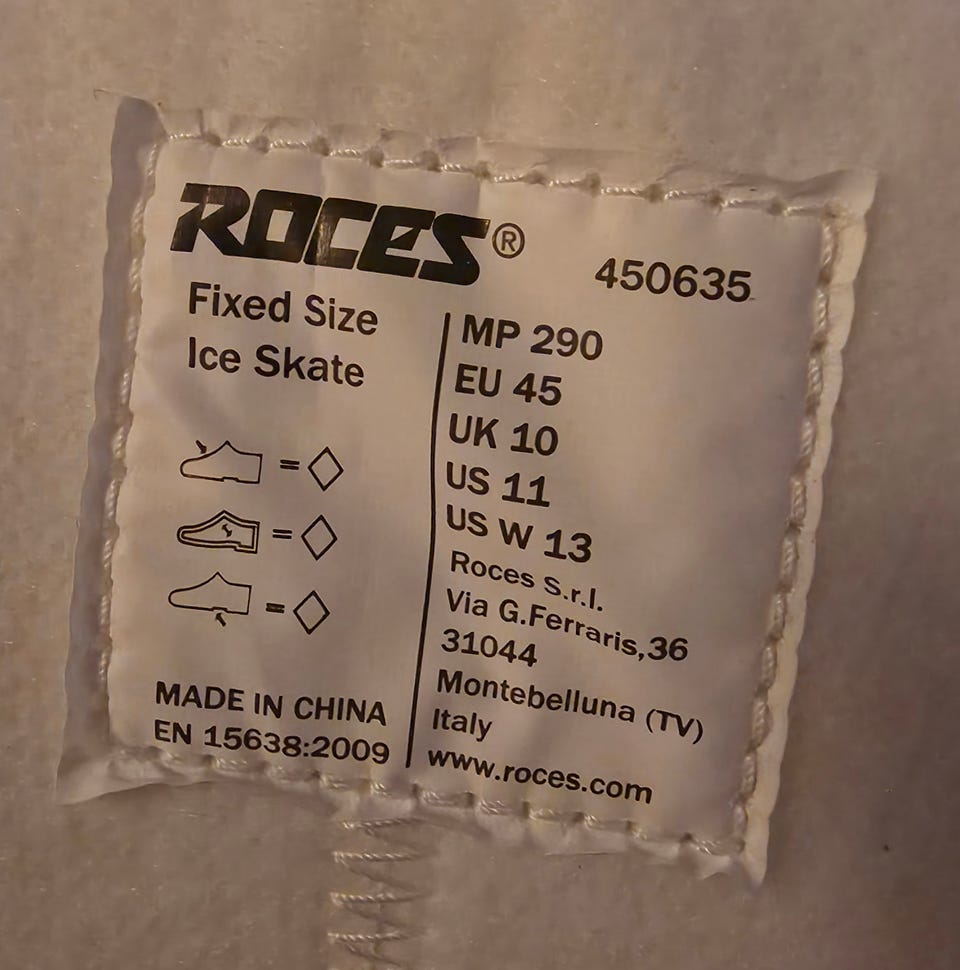 ROCES®
450635
Fixed Size
Ice Skate
=
=
=
MADE IN CHINA
EN 15638:2009
MP 290
EU 45
UK 10
US 11
US W 13
Roces S.r.l.
Via G.Ferraris,36
31044
Montebelluna (TV)
Italy
www.roces.com